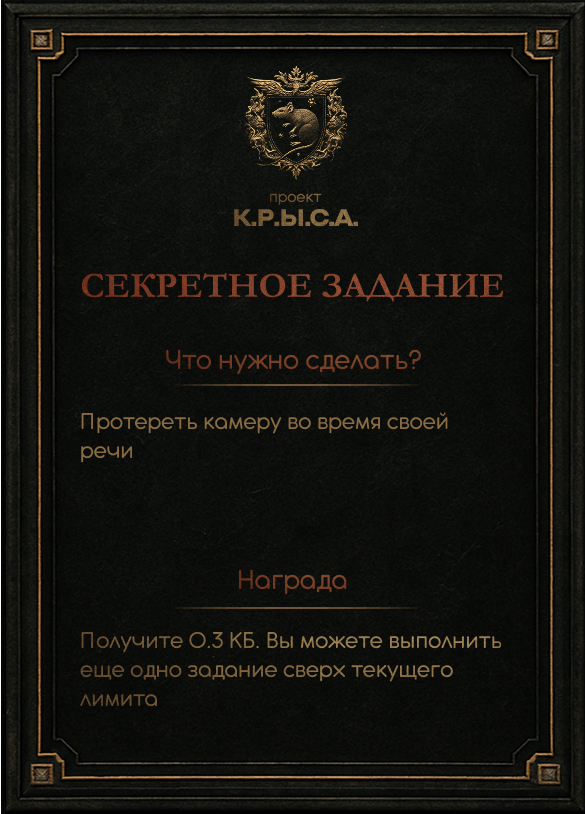 проект
К.Р.Ы.С.А.
СЕКРЕТНОЕ ЗАДАНИЕ
Что нужно сделать?
Протереть камеру во время своей
речи
Награда
Получите 0.3 КБ. Вы можете выполнить
еще одно задание сверх текущего
лимита